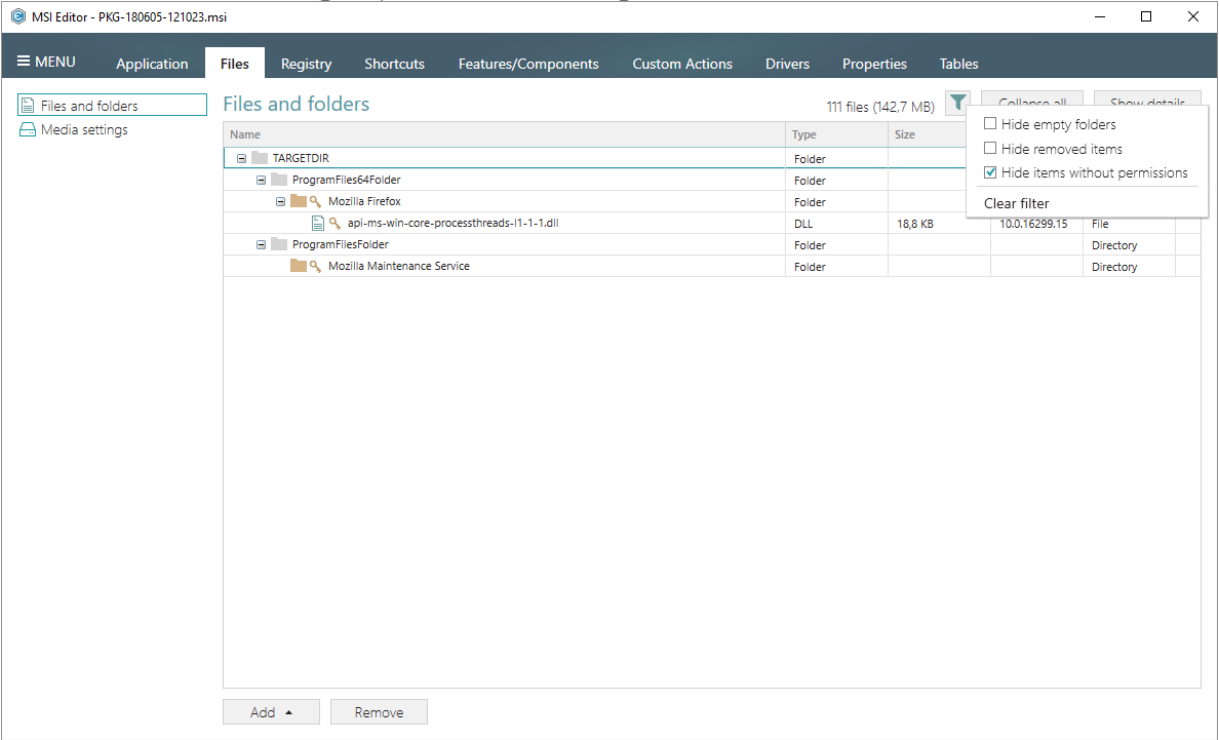 MSI Editor - PKG-180605-121023.msi
MENU Application Files Registry Shortcuts Features/Components Custom Actions Drivers Properties Tables
Files and folders
Media settings
Files and folders
111 files (142,7 MB) Collapse all Show details
Name Type Size
Hide empty folders
Hide removed items
Hide items without permissions
Clear filter
TARGETDIR Folder
ProgramFiles64Folder Folder
Mozilla Firefox Folder
api-ms-win-core-processthreads-l1-1-1.dll DLL 18,8 KB 10.0.16299.15 File
ProgramFilesFolder Folder Directory
Mozilla Maintenance Service Folder Directory
Add Remove